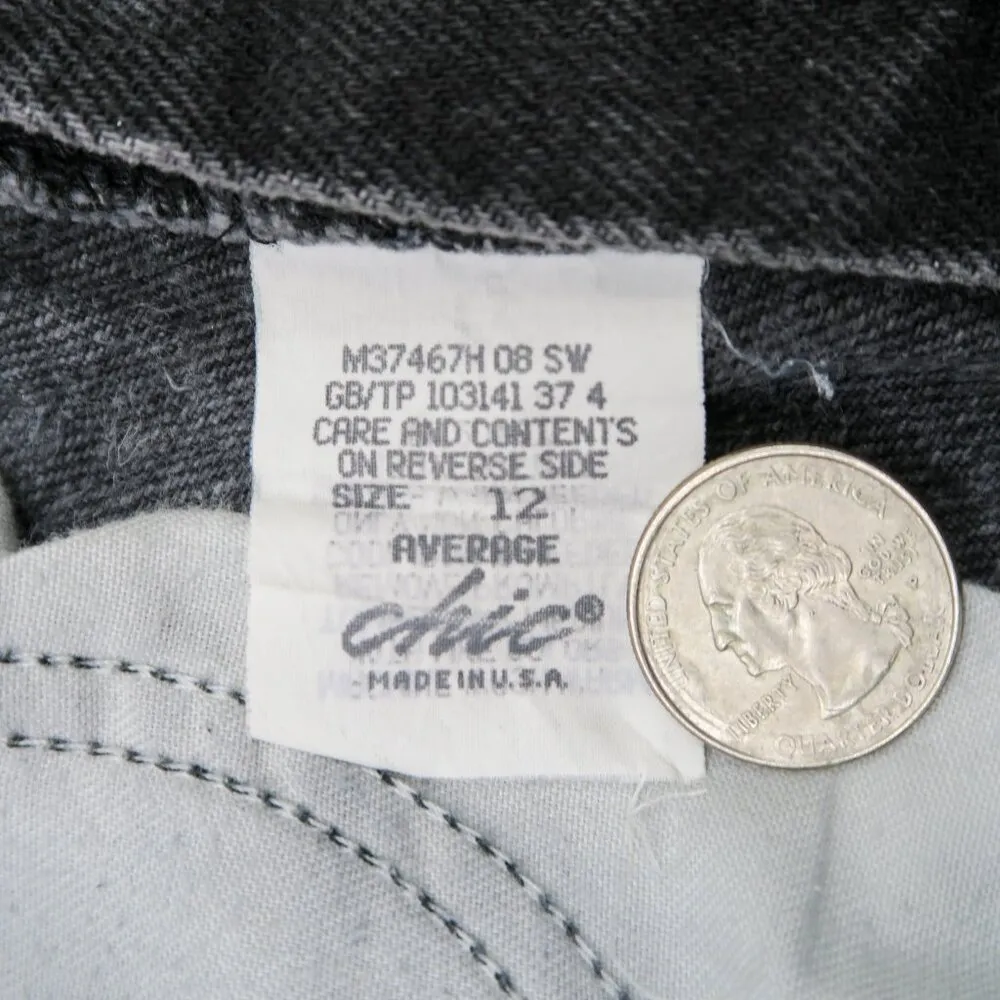 M37467H 08 SW
GB/TP 103141 37 4
CARE AND CONTENTS
ON REVERSE SIDE
SIZE 12
AVERAGE
chic®
MADE IN U.S.A.
UNITED STATES OF AMERICA
IN
GOD WE
TRUST
P
LIBERTY
QUARTER DOLLAR